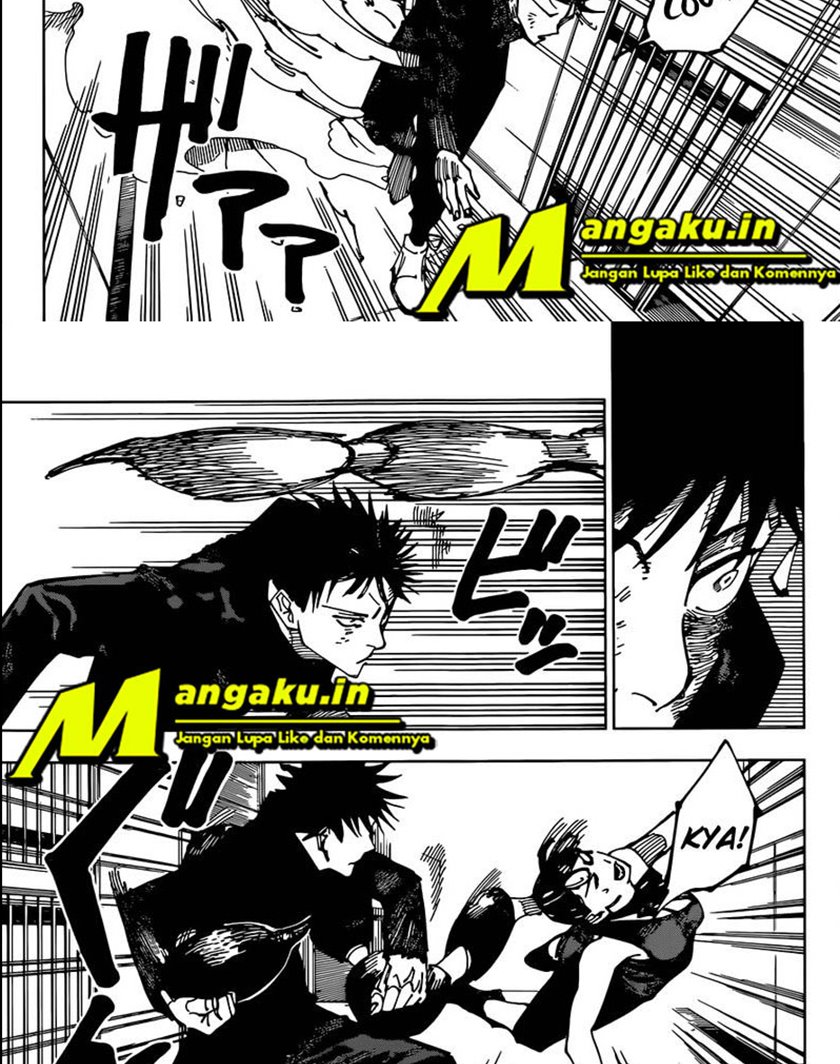 ザァァ
Mangaku.in
Jangan Lupa Like dan Komennya
ビッ
Mangaku.in
Jangan Lupa Like dan Komennya
KYA!